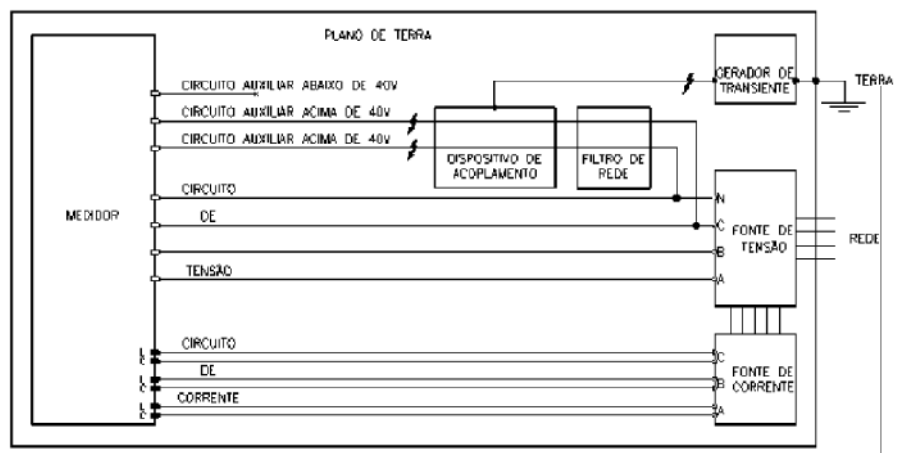 PLANO DE TERRA
GERADOR DE
TRANSIENTE
TERRA
CIRCUITO AUXILIAR ABAIXO DE 40V
CIRCUITO AUXILIAR ACIMA DE 40V
CIRCUITO AUXILIAR ACIMA DE 40V
DISPOSITIVO DE
ACOPLAMENTO
FILTRO DE
REDE
MEDIDOR
CIRCUITO
DE
TENSÃO
N
C
B
A
FONTE DE
TENSÃO
REDE
CIRCUITO
DE
CORRENTE
L
C
L
C
L
C
C
B
A
FONTE DE
CORRENTE